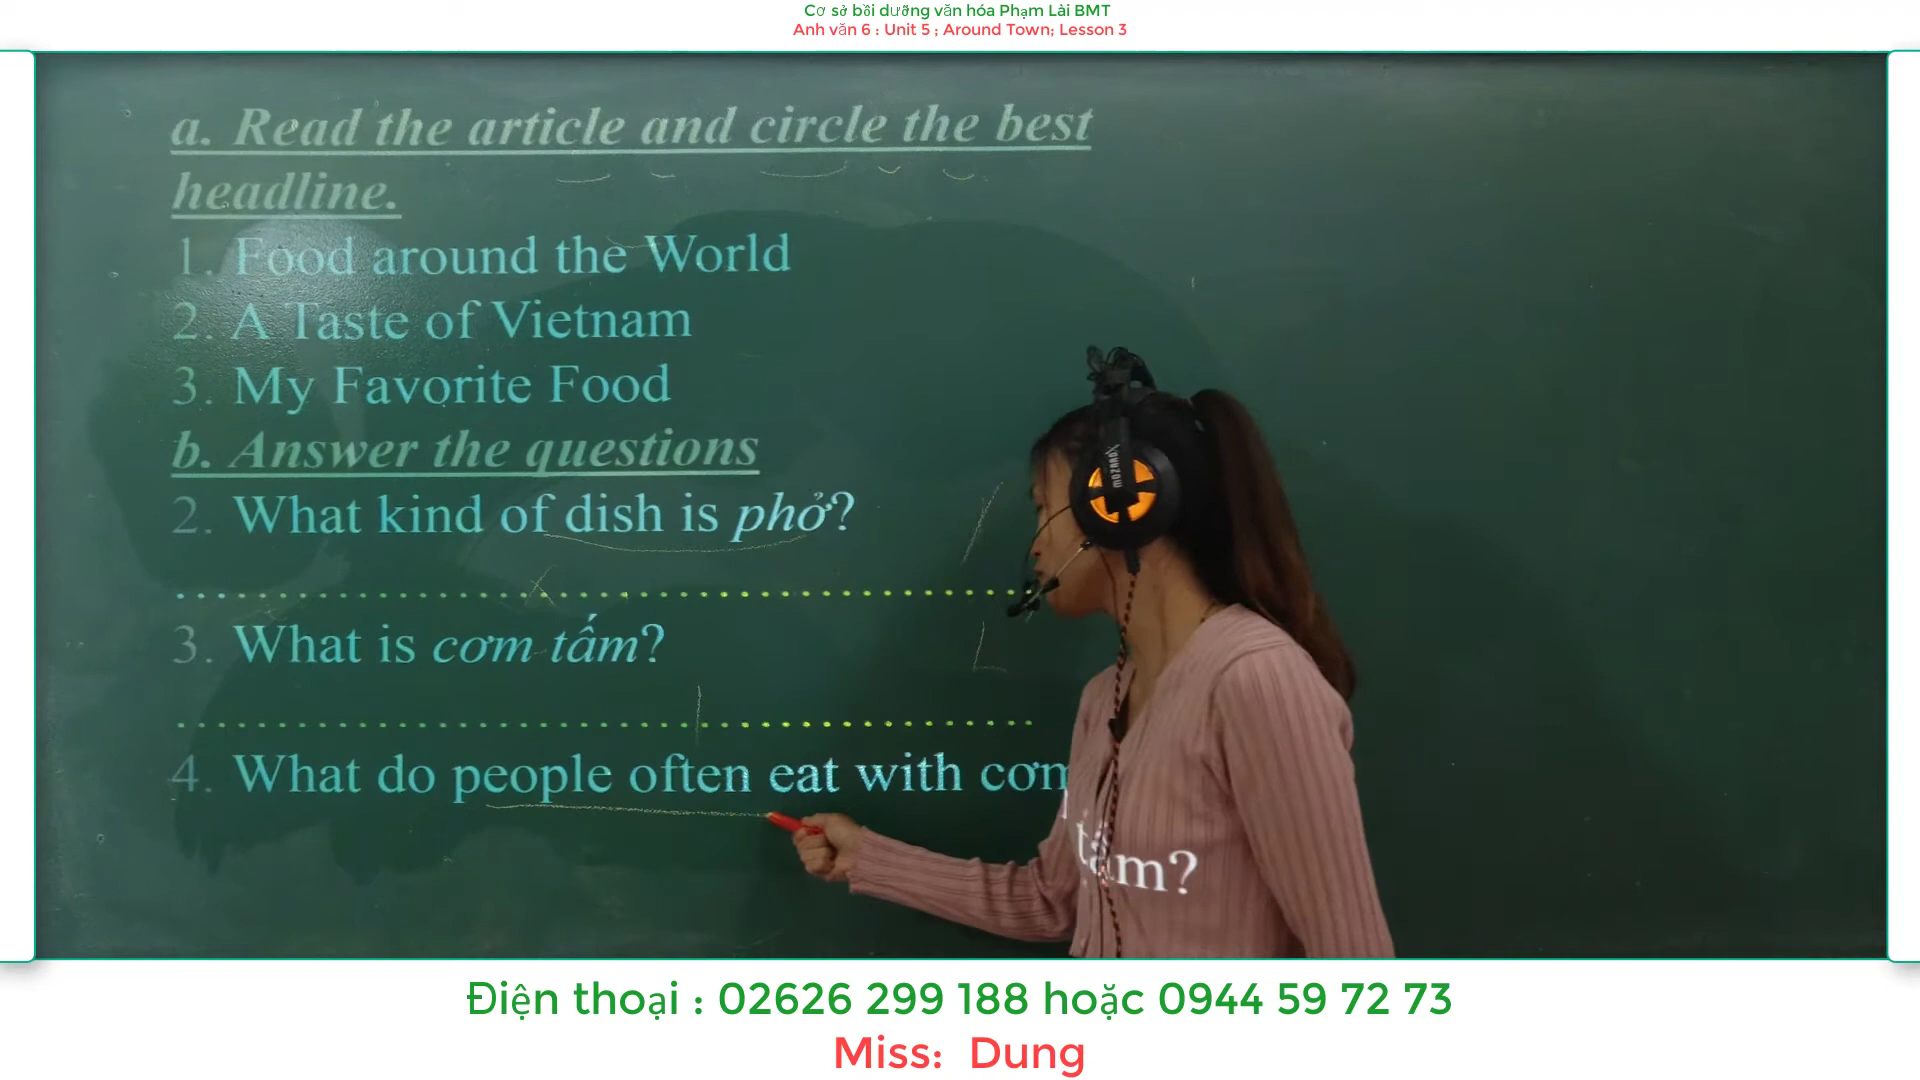 Cơ sở bồi dưỡng văn hóa Phạm Lài BMT
Anh văn 6 : Unit 5 ; Around Town; Lesson 3
a. Read the article and circle the best
headline.
1. Food around the World
2. A Taste of Vietnam
3. My Favorite Food
b. Answer the questions
2. What kind of dish is phở?
3. What is cơm tấm?
4. What do people often eat with cơm
tấm?
MOZARD X
Điện thoại : 02626 299 188 hoặc 0944 59 72 73
Miss: Dung